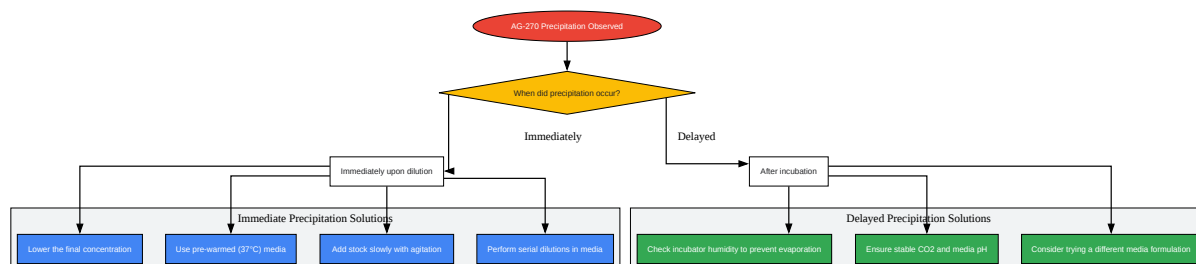 AG-270 Precipitation Observed
When did precipitation occur?
Immediately
Delayed
Immediately upon dilution
After incubation
Immediate Precipitation Solutions
Delayed Precipitation Solutions
Lower the final concentration
Use pre-warmed (37°C) media
Add stock slowly with agitation
Perform serial dilutions in media
Check incubator humidity to prevent evaporation
Ensure stable CO2 and media pH
Consider trying a different media formulation